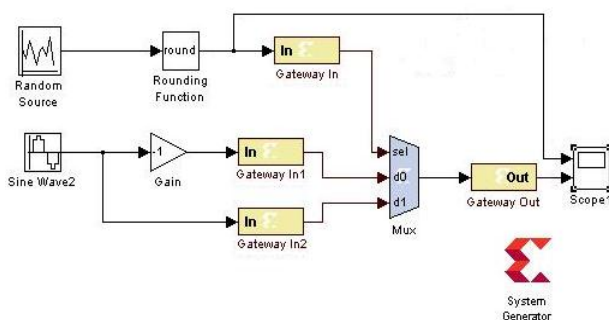 Random
Source
round
Rounding
Function
In
Gateway In
Sine Wave2
-1
Gain
In
Gateway In1
In
Gateway In2
sel
d0
d1
Mux
Out
Gateway Out
Scope1
System
Generator